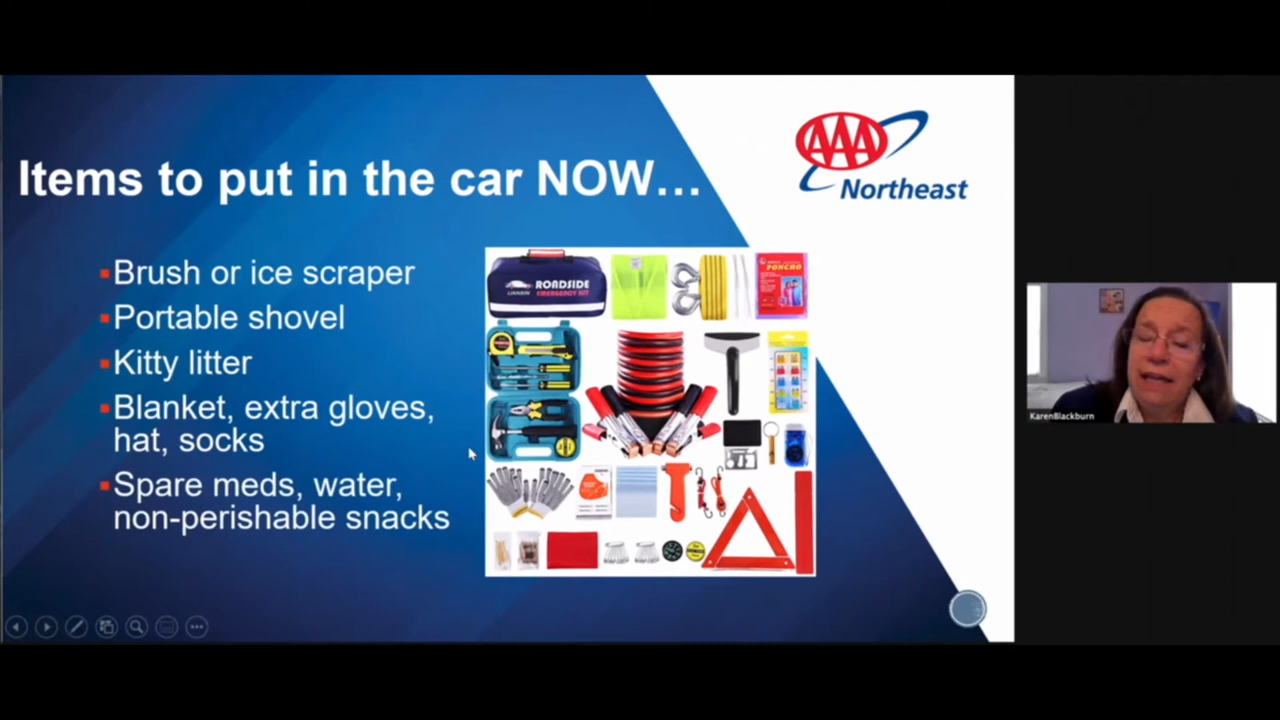 AAA
Northeast
Items to put in the car NOW...
Brush or ice scraper
Portable shovel
Kitty litter
Blanket, extra gloves,
hat, socks
Spare meds, water,
non-perishable snacks
ROADSIDE
EMERGENCY KIT
PONCHO
KarenBlackburn